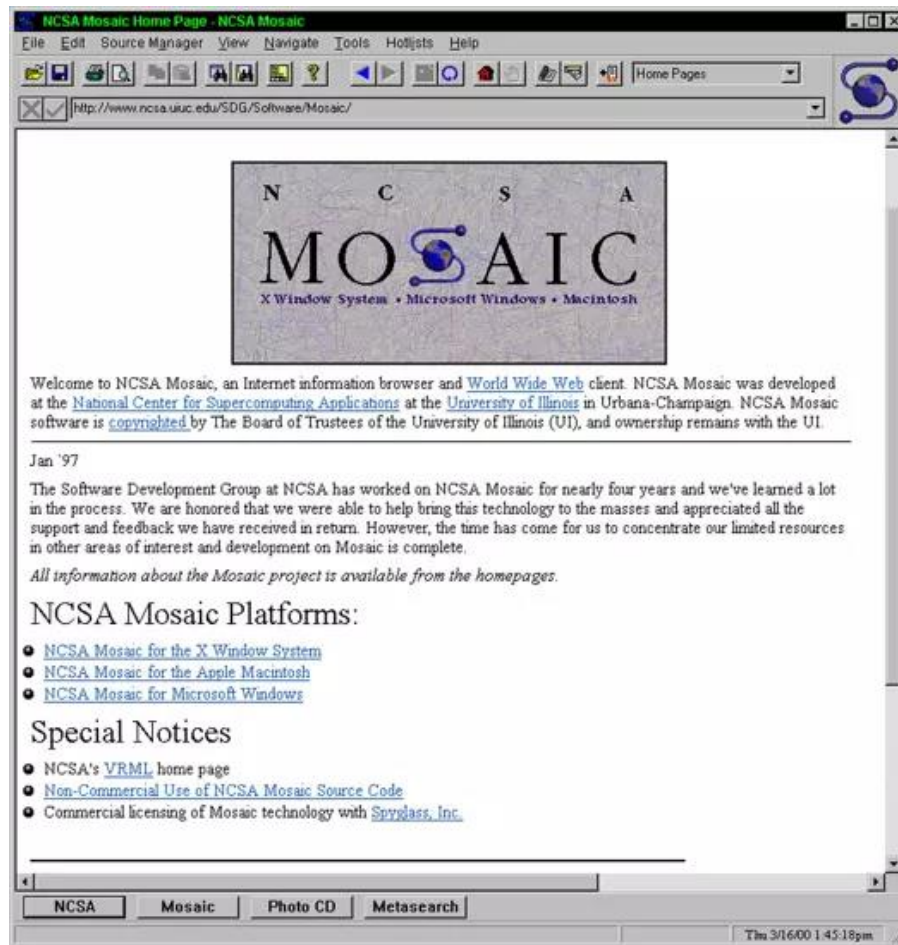 NCSA Mosaic Home Page - NCSA Mosaic
File Edit Source Manager View Navigate Tools Hotlists Help
Home Pages
http://www.ncsa.uiuc.edu/SDG/Software/Mosaic/
N C S A
MOSAIC
X Window System • Microsoft Windows • Macintosh
Welcome to NCSA Mosaic, an Internet information browser and World Wide Web client. NCSA Mosaic was developed
at the National Center for Supercomputing Applications at the University of Illinois in Urbana-Champaign. NCSA Mosaic
software is copyrighted by The Board of Trustees of the University of Illinois (UI), and ownership remains with the UI.
Jan '97
The Software Development Group at NCSA has worked on NCSA Mosaic for nearly four years and we've learned a lot
in the process. We are honored that we were able to help bring this technology to the masses and appreciated all the
support and feedback we have received in return. However, the time has come for us to concentrate our limited resources
in other areas of interest and development on Mosaic is complete.
All information about the Mosaic project is available from the homepages.
NCSA Mosaic Platforms:
NCSA Mosaic for the X Window System
NCSA Mosaic for the Apple Macintosh
NCSA Mosaic for Microsoft Windows
Special Notices
NCSA's VRML home page
Non-Commercial Use of NCSA Mosaic Source Code
Commercial licensing of Mosaic technology with Spyglass, Inc.
NCSA Mosaic Photo CD Metasearch
Thu 3/16/00 1:45:18pm